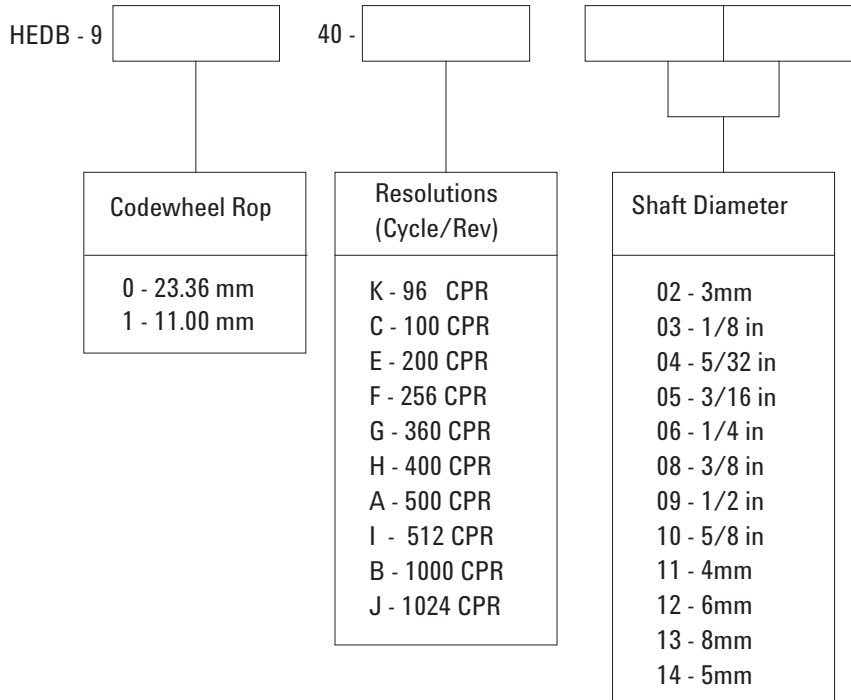 HEDB - 9 40 -
Codewheel Rop
0 - 23.36 mm
1 - 11.00 mm
Resolutions
(Cycle/Rev)
K - 96 CPR
C - 100 CPR
E - 200 CPR
F - 256 CPR
G - 360 CPR
H - 400 CPR
A - 500 CPR
I - 512 CPR
B - 1000 CPR
J - 1024 CPR
Shaft Diameter
02 - 3mm
03 - 1/8 in
04 - 5/32 in
05 - 3/16 in
06 - 1/4 in
08 - 3/8 in
09 - 1/2 in
10 - 5/8 in
11 - 4mm
12 - 6mm
13 - 8mm
14 - 5mm